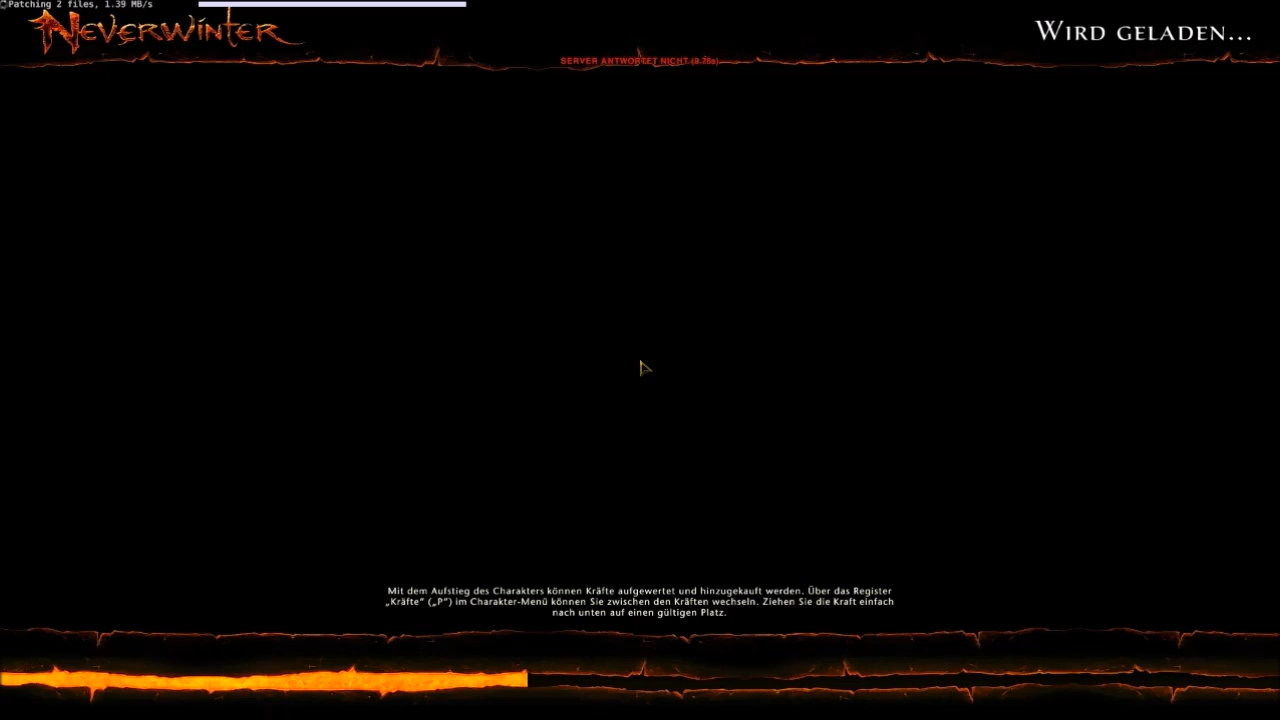 Patching 2 files, 1.39 MB/s
NEVERWINTER
WIRD GELADEN...
SERVER ANTWORTET NICHT
Mit dem Aufstieg des Charakters können Kräfte aufgewertet und hinzugekauft werden. Über das Register
„Kräfte“ („P“) im Charakter-Menü können Sie zwischen den Kräften wechseln. Ziehen Sie die Kraft einfach
nach unten auf einen gültigen Platz.